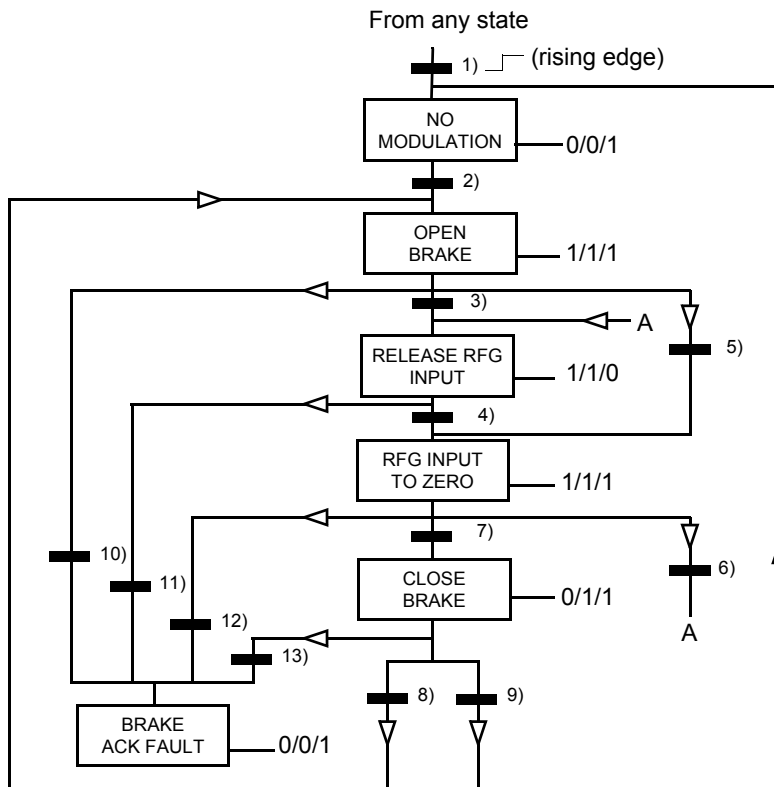 From any state
1)
(rising edge)
NO
MODULATION
0/0/1
2)
OPEN
BRAKE
1/1/1
3)
A
5)
RELEASE RFG
INPUT
1/1/0
4)
RFG INPUT
TO ZERO
1/1/1
7)
10)
11)
6)
CLOSE
BRAKE
0/1/1
12)
A
13)
8)
9)
BRAKE
ACK FAULT
0/0/1